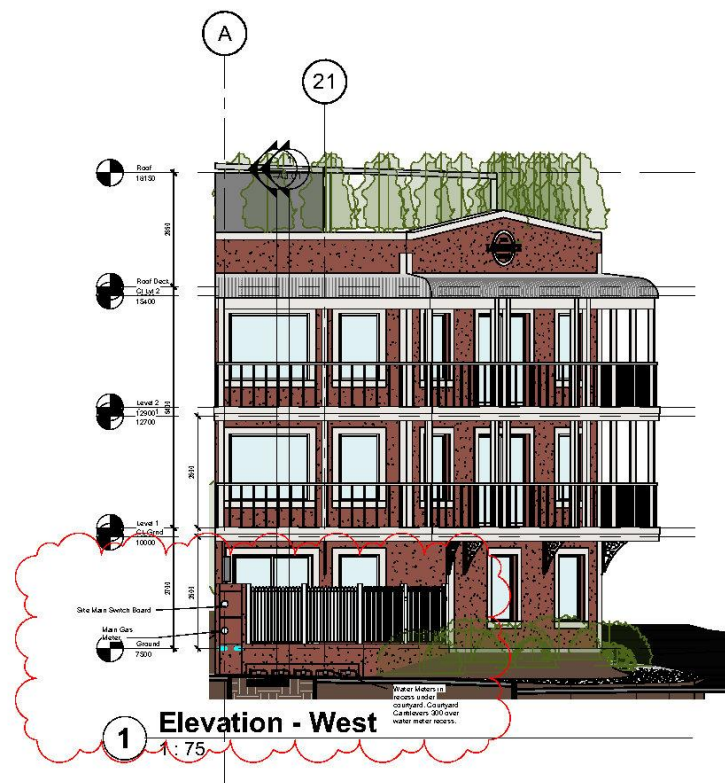 A
21
Roof
18150
Roof Deck
CL Lvl 2
15400
Level 2
12900
12700
Level 1
CL Grnd
10000
Site Main Switch Board
Main Gas
Meter
Ground
7500
Water Meters in
recess under
courtyard. Courtyard
Cantilevers 300 over
water meter recess.
1
Elevation - West
1 : 75